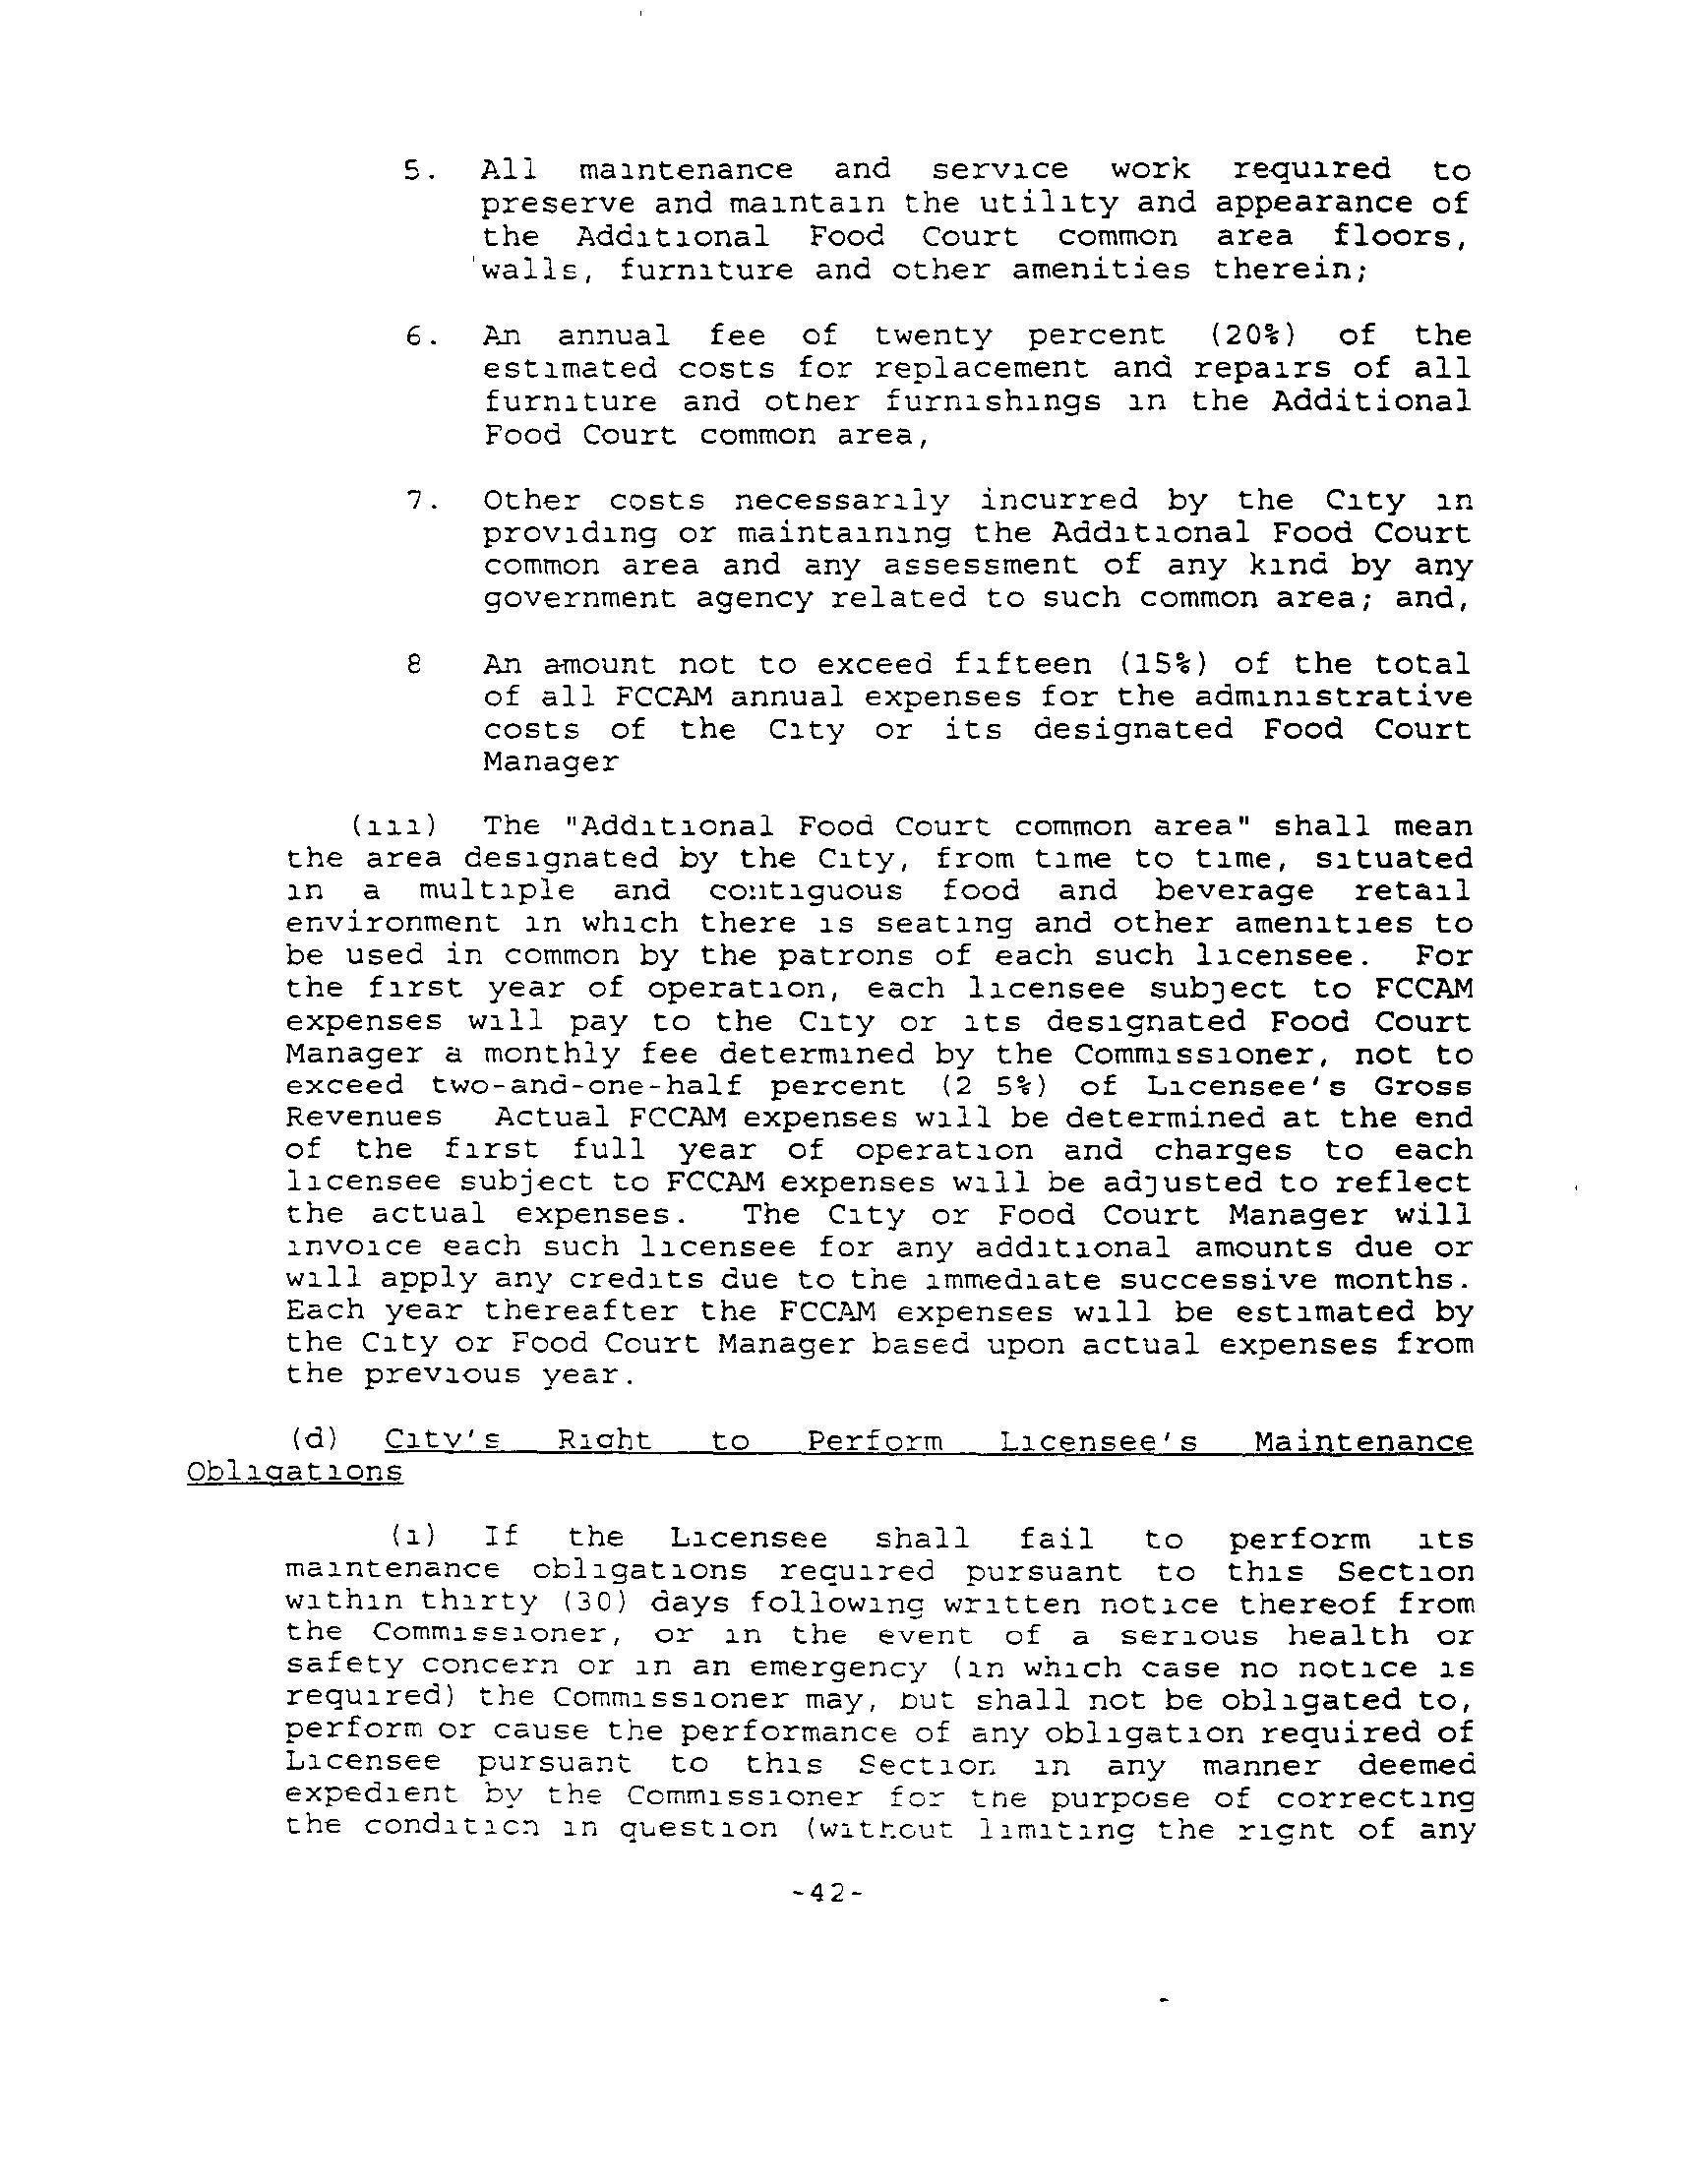 5. All maintenance and service work required to
preserve and maintain the utility and appearance of
the Additional Food Court common area floors,
walls, furniture and other amenities therein;
6. An annual fee of twenty percent (20%) of the
estimated costs for replacement and repairs of all
furniture and other furnishings in the Additional
Food Court common area,
7. Other costs necessarily incurred by the City in
providing or maintaining the Additional Food Court
common area and any assessment of any kind by any
government agency related to such common area; and,
8 An amount not to exceed fifteen (15%) of the total
of all FCCAM annual expenses for the administrative
costs of the City or its designated Food Court
Manager
(iii) The "Additional Food Court common area" shall mean
the area designated by the City, from time to time, situated
in a multiple and contiguous food and beverage retail
environment in which there is seating and other amenities to
be used in common by the patrons of each such licensee. For
the first year of operation, each licensee subject to FCCAM
expenses will pay to the City or its designated Food Court
Manager a monthly fee determined by the Commissioner, not to
exceed two-and-one-half percent (2 5%) of Licensee's Gross
Revenues Actual FCCAM expenses will be determined at the end
of the first full year of operation and charges to each
licensee subject to FCCAM expenses will be adjusted to reflect
the actual expenses. The City or Food Court Manager will
invoice each such licensee for any additional amounts due or
will apply any credits due to the immediate successive months.
Each year thereafter the FCCAM expenses will be estimated by
the City or Food Court Manager based upon actual expenses from
the previous year.
(d) City's Right to Perform Licensee's Maintenance
Obligations
(i) If the Licensee shall fail to perform its
maintenance obligations required pursuant to this Section
within thirty (30) days following written notice thereof from
the Commissioner, or in the event of a serious health or
safety concern or in an emergency (in which case no notice is
required) the Commissioner may, but shall not be obligated to,
perform or cause the performance of any obligation required of
Licensee pursuant to this Section in any manner deemed
expedient by the Commissioner for the purpose of correcting
the condition in question (without limiting the right of any
-42-